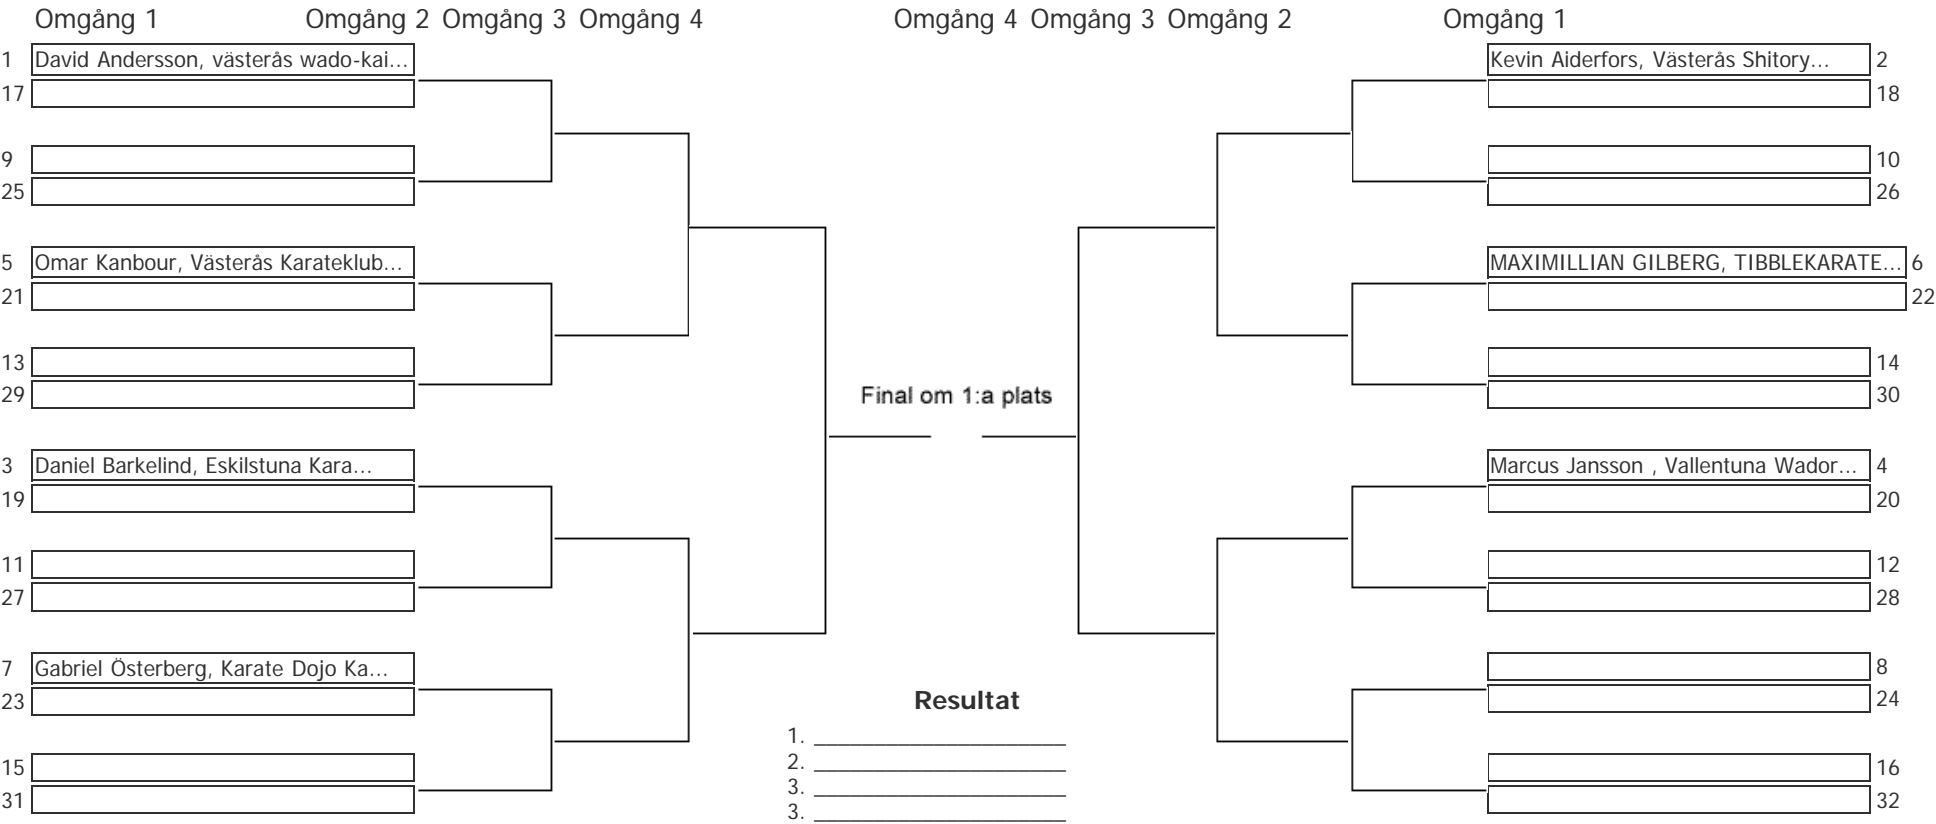 Omgång 1 Omgång 2 Omgång 3 Omgång 4 Omgång 4 Omgång 3 Omgång 2 Omgång 1
1 David Andersson, västerås wado-kai... Kevin Aiderfors, Västerås Shitory... 2
17 18
9 10
25 26
5 Omar Kanbour, Västerås Karateklub... MAXIMILLIAN GILBERG, TIBBLEKARATE... 6
21 22
13 14
29 30
Final om 1:a plats
3 Daniel Barkelind, Eskilstuna Kara... Marcus Jansson , Vallentuna Wador... 4
19 20
11 12
27 28
7 Gabriel Österberg, Karate Dojo Ka... 8
23 24
Resultat
1.
2.
15 16
3.
31 32
3.